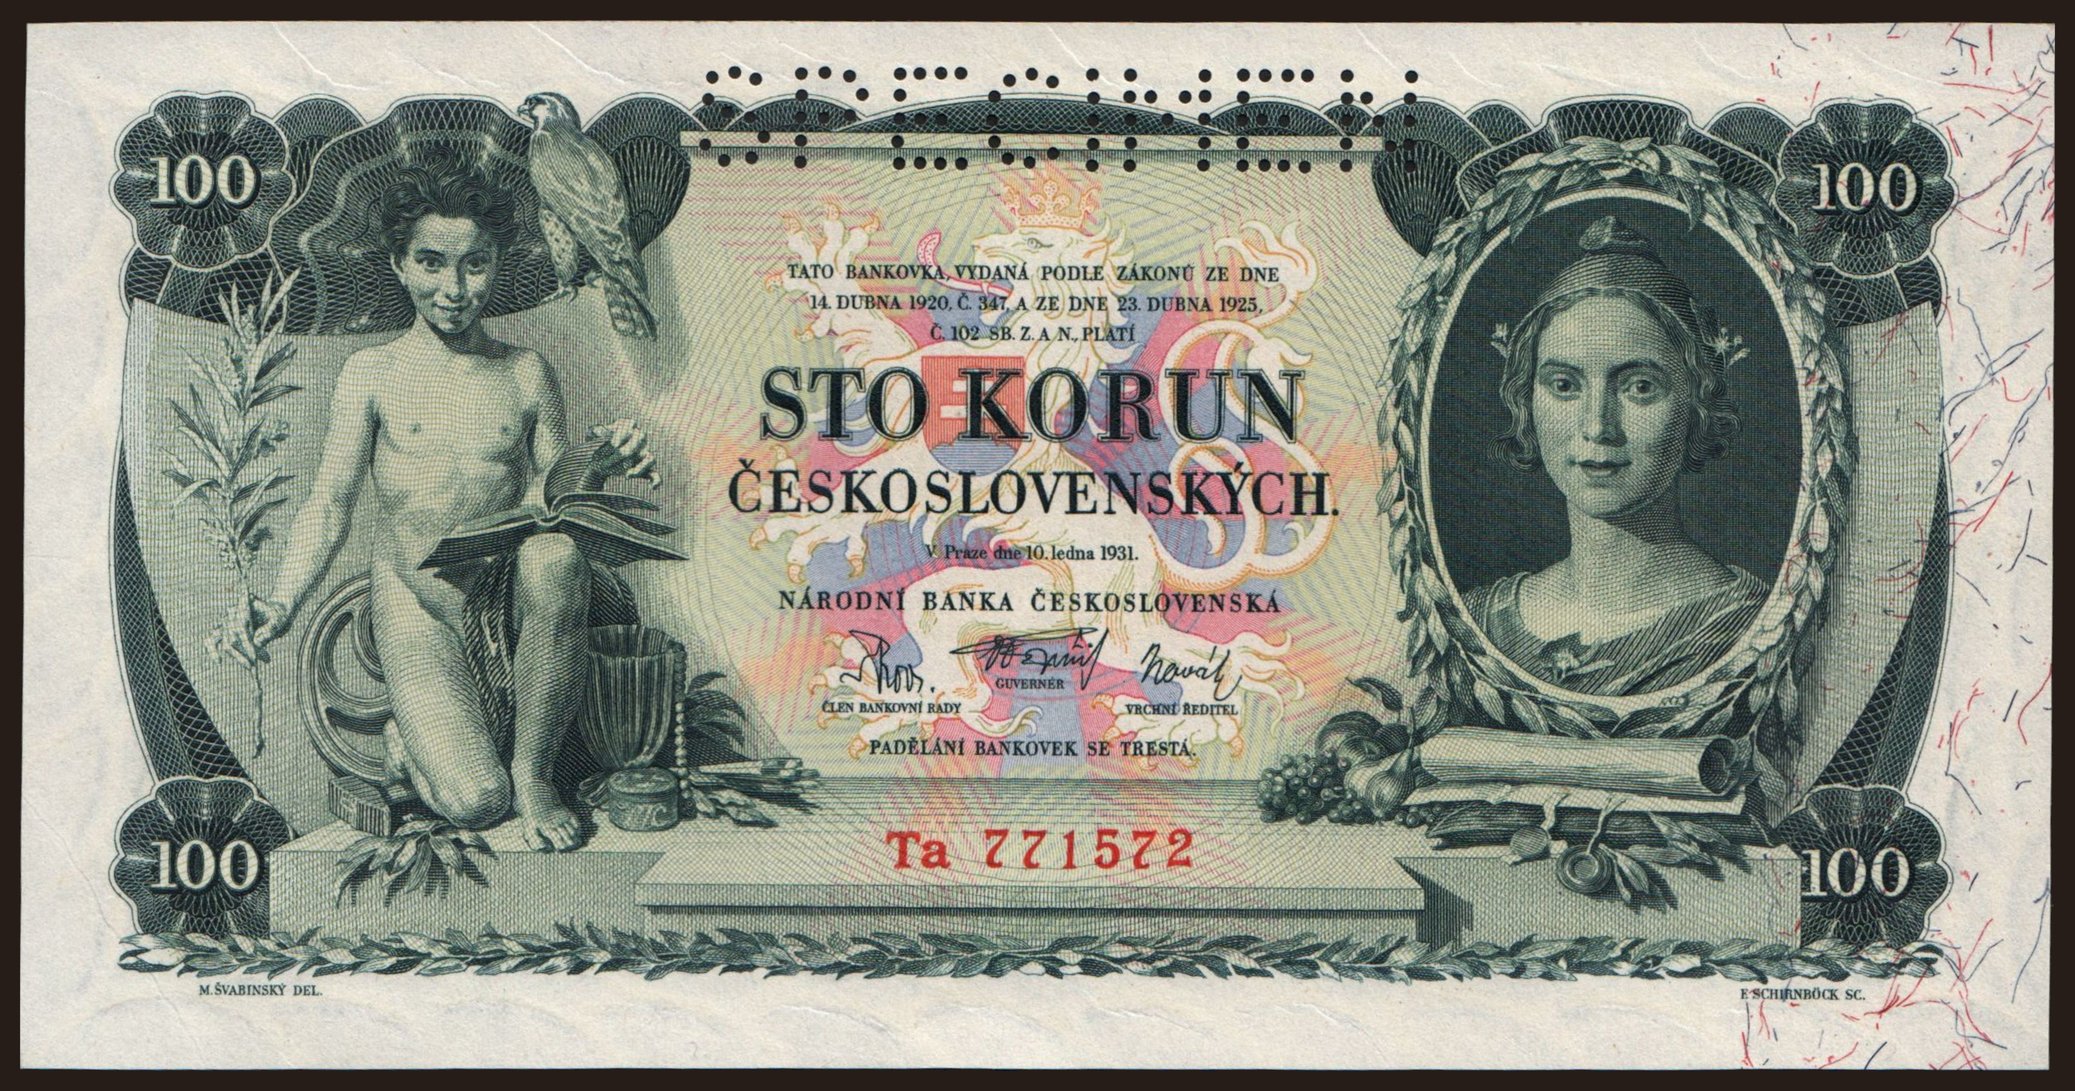 SPECIMEN
100
100
TATO BANKOVKA, VYDANÁ PODLE ZÁKONŮ ZE DNE
14. DUBNA 1920, Č. 347, A ZE DNE 23. DUBNA 1925,
Č. 102 SB. Z. A N., PLATÍ
STO KORUN
ČESKOSLOVENSKÝCH.
V Praze dne 10. ledna 1931.
NÁRODNÍ BANKA ČESKOSLOVENSKÁ
GUVERNÉR
ČLEN BANKOVNÍ RADY
VRCHNÍ ŘEDITEL
PADĚLÁNÍ BANKOVEK SE TRESTÁ.
Ta 771572
100
100
M. ŠVABINSKÝ DEL.
F. SCHIRNBÖCK SC.